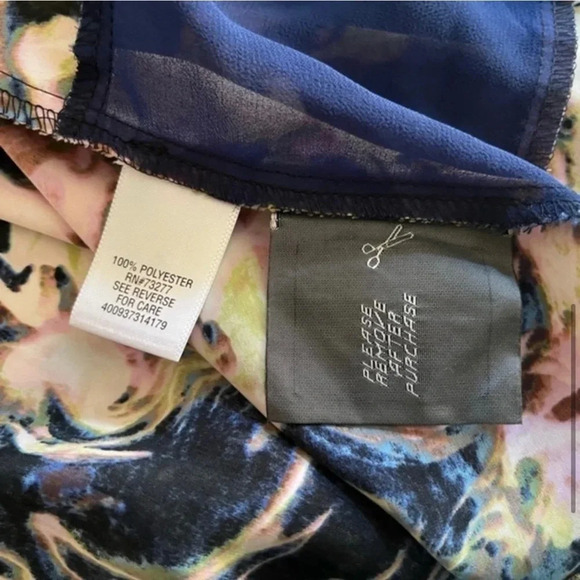 100% POLYESTER
RN#73277
SEE REVERSE
FOR CARE
400937314179
PLEASE
REMOVE
AFTER
PURCHASE